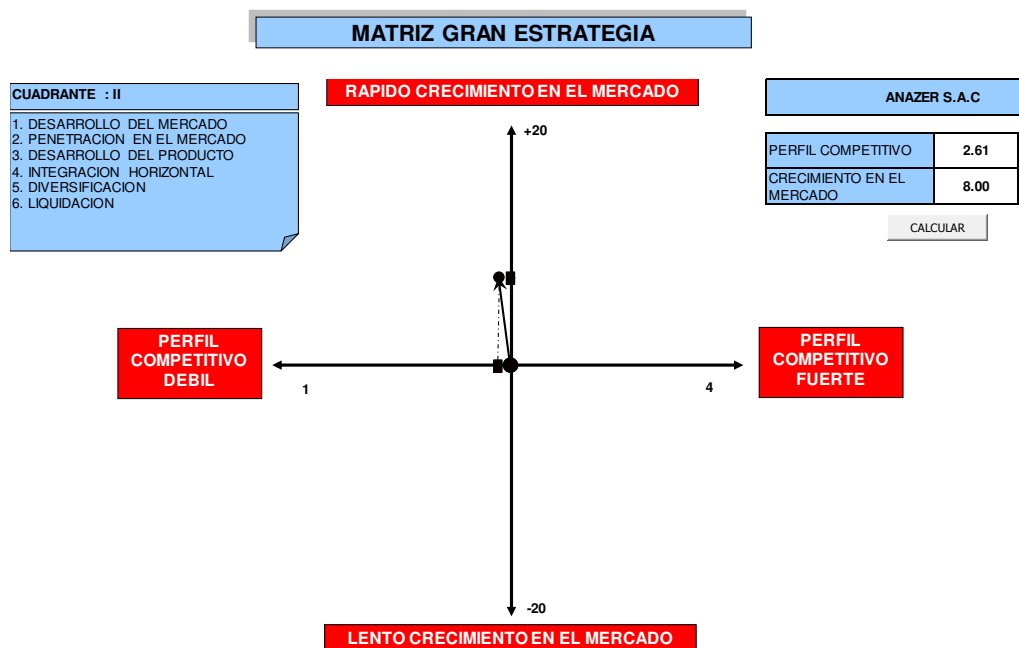 MATRIZ GRAN ESTRATEGIA
CUADRANTE : II
1. DESARROLLO DEL MERCADO
2. PENETRACION EN EL MERCADO
3. DESARROLLO DEL PRODUCTO
4. INTEGRACION HORIZONTAL
5. DIVERSIFICACION
6. LIQUIDACION
RAPIDO CRECIMIENTO EN EL MERCADO
+20
ANAZER S.A.C
PERFIL COMPETITIVO 2.61
CRECIMIENTO EN EL
MERCADO 8.00
CALCULAR
PERFIL
COMPETITIVO
DEBIL
1
4
PERFIL
COMPETITIVO
FUERTE
-20
LENTO CRECIMIENTO EN EL MERCADO